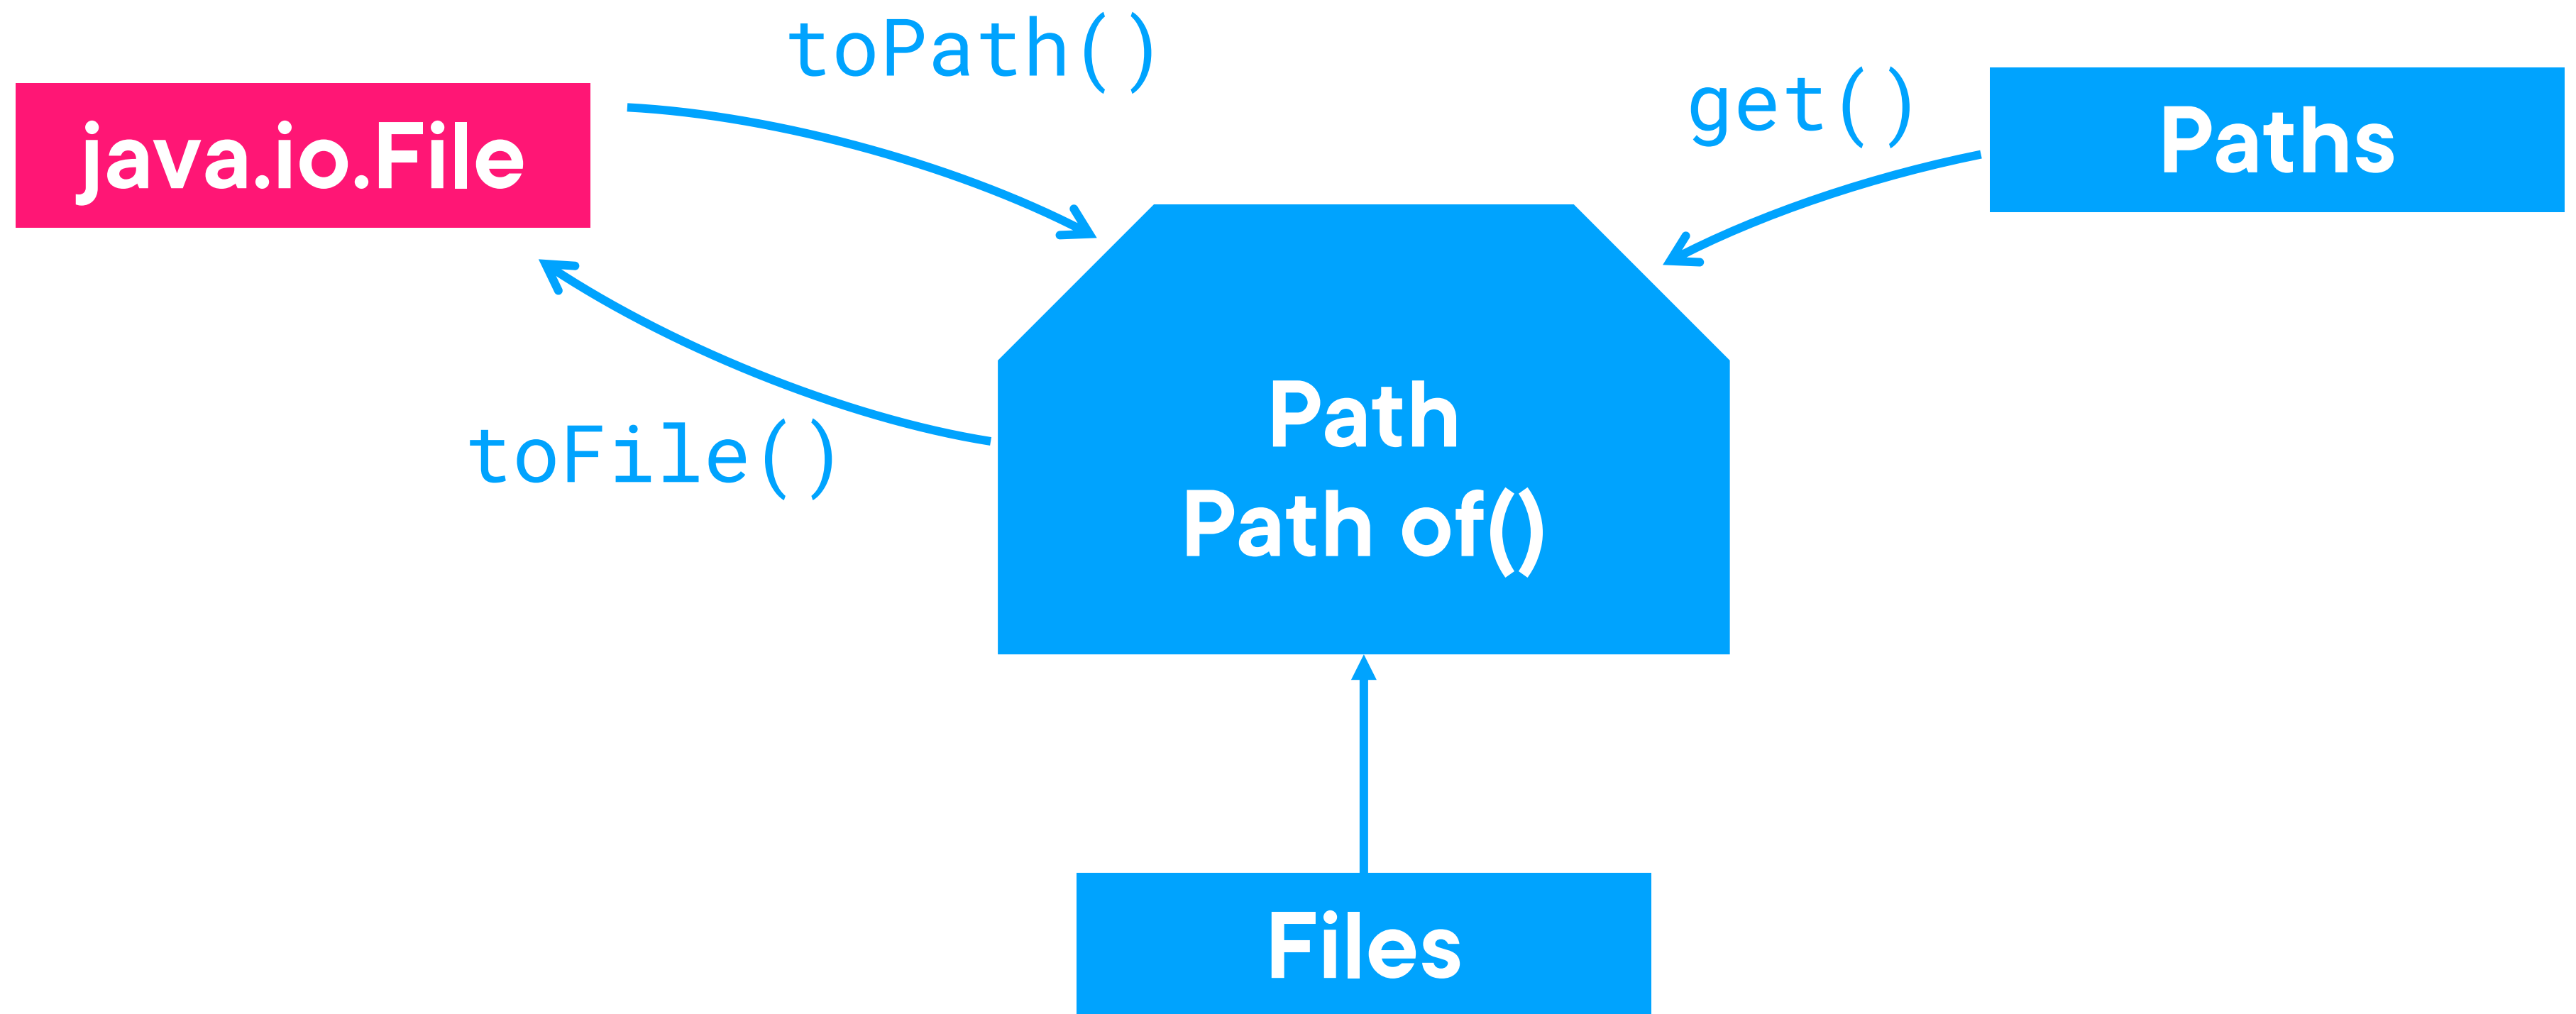 toPath()
java.io.File
get()
Paths
toFile()
Path
Path of()
Files